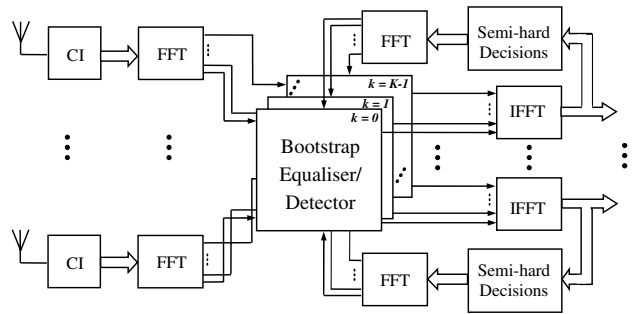 CI
FFT
FFT
Semi-hard
Decisions
k = K-1
k = 1
k = 0
Bootstrap
Equaliser/
Detector
IFFT
IFFT
CI
FFT
FFT
Semi-hard
Decisions